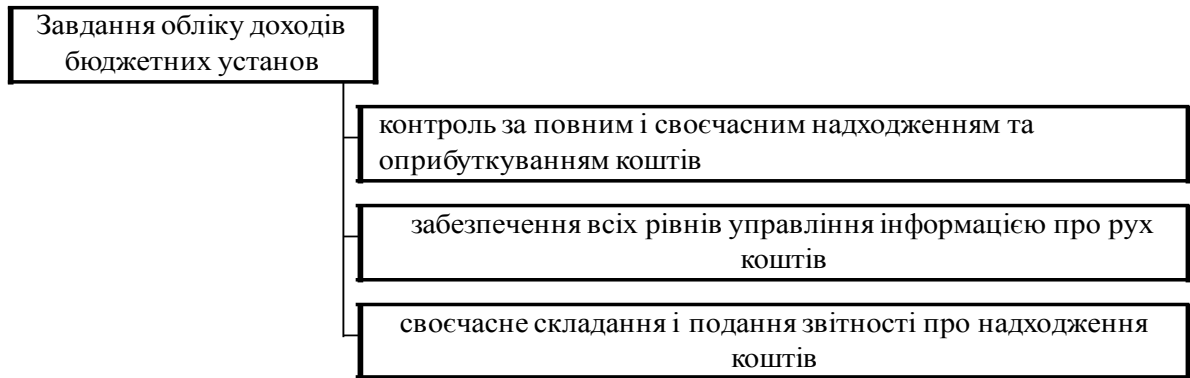 Завдання обліку доходів
бюджетних установ
контроль за повним і своєчасним надходженням та
оприбуткуванням коштів
забезпечення всіх рівнів управління інформацією про рух
коштів
своєчасне складання і подання звітності про надходження
коштів